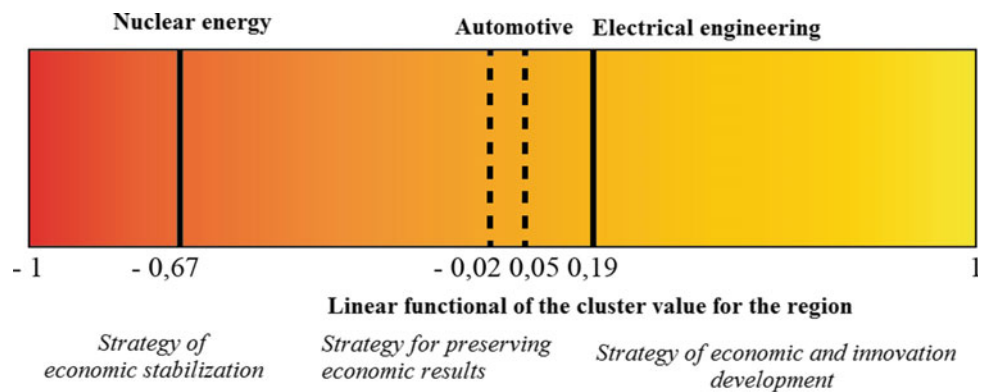 Nuclear energy Automotive Electrical engineering
- 1 - 0,67 - 0,02 0,05 0,19 1
Linear functional of the cluster value for the region
Strategy of
economic stabilization
Strategy for preserving
economic results
Strategy of economic and innovation
development